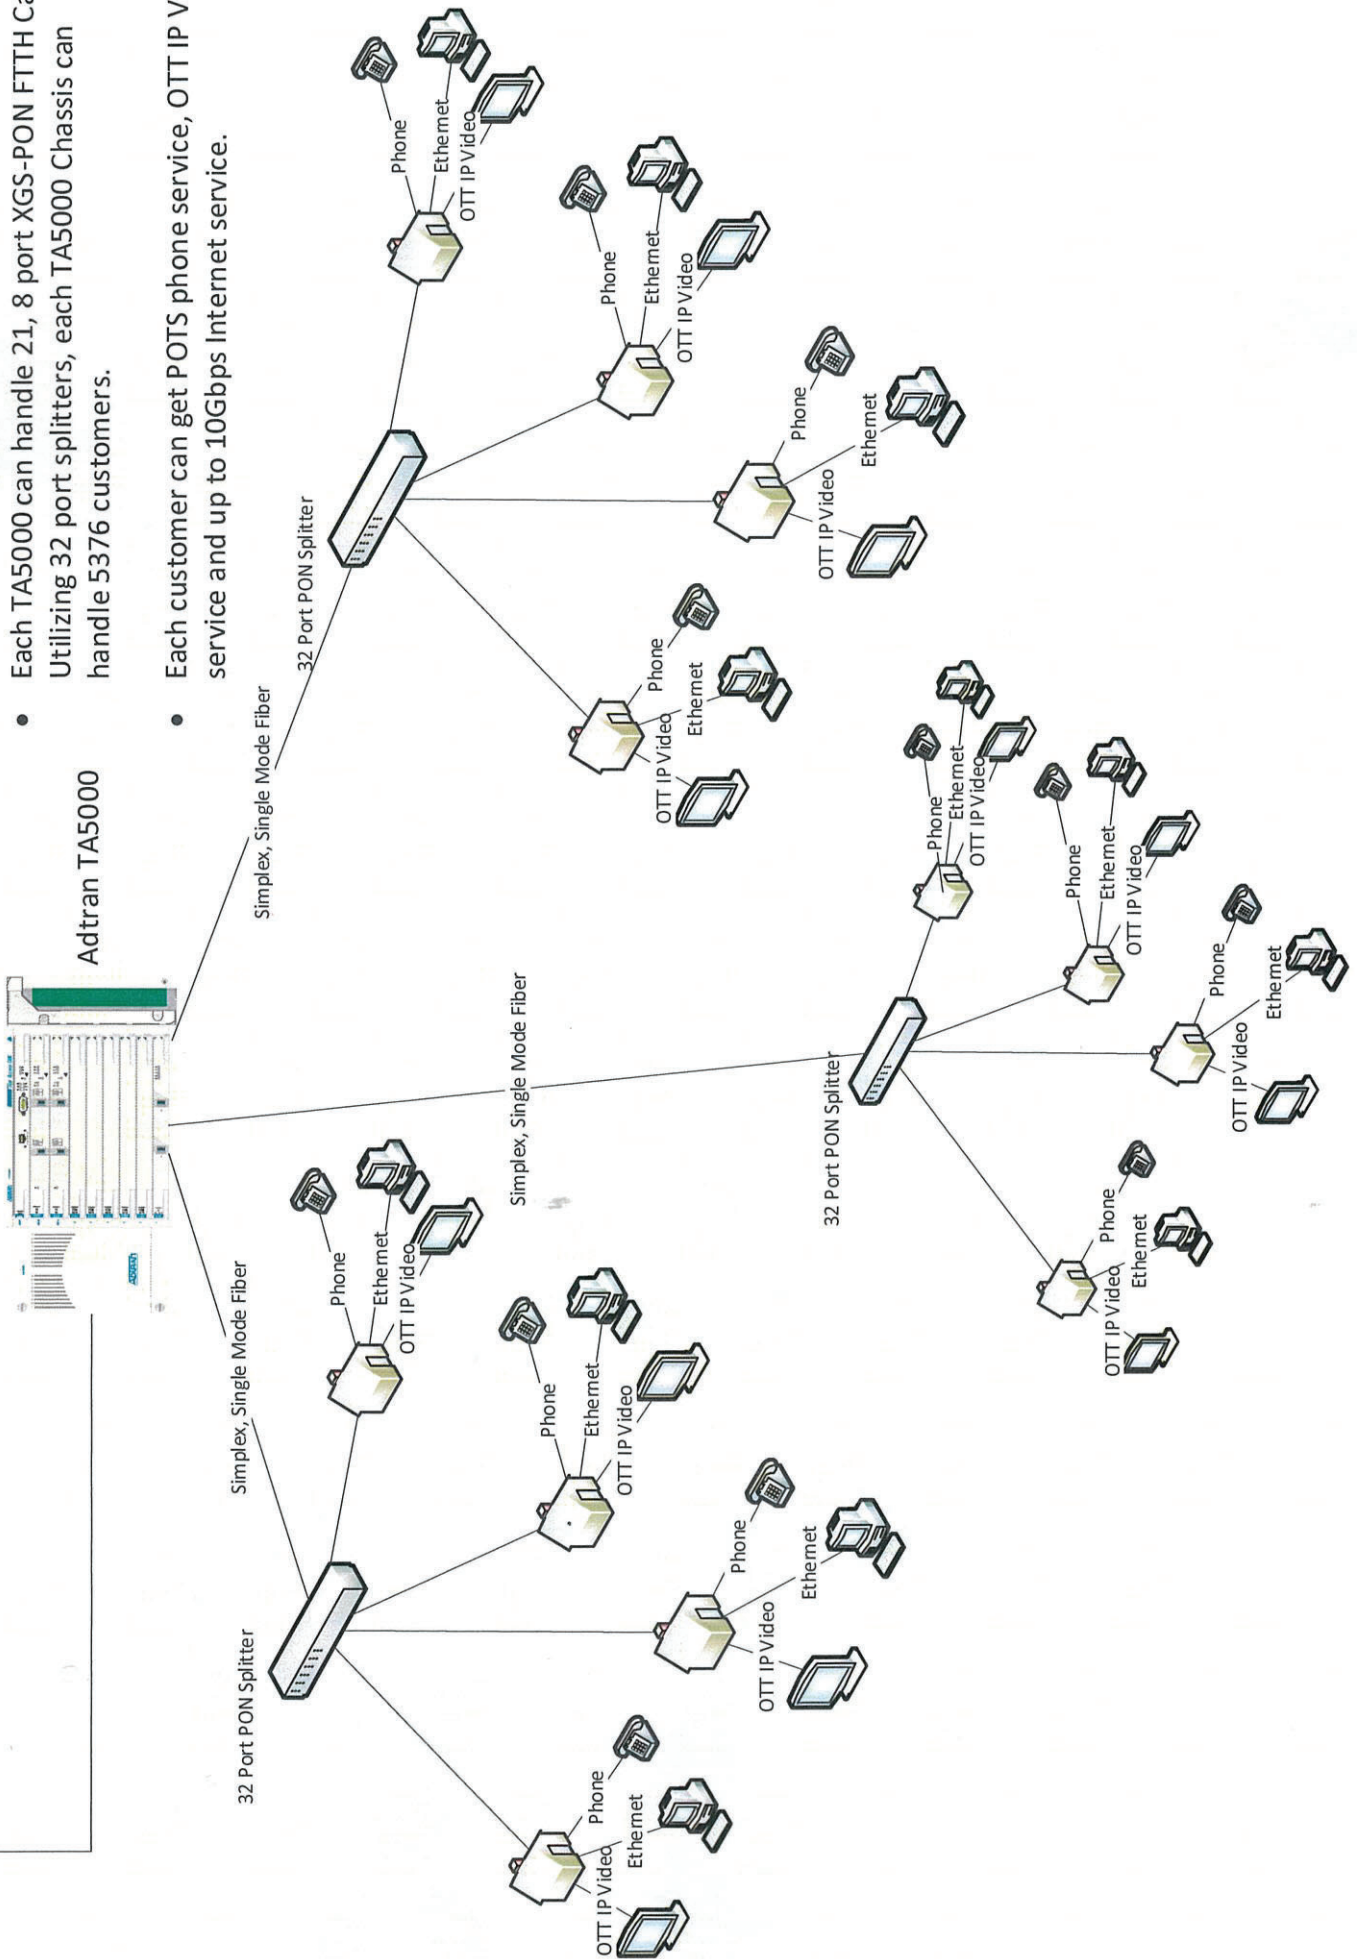 • Each TA5000 can handle 21, 8 port XGS-PON FTTH Ca
Utilizing 32 port splitters, each TA5000 Chassis can
handle 5376 customers.
• Each customer can get POTS phone service, OTT IP V
service and up to 10Gbps Internet service.
Adtran TA5000
ADTRAN
Simplex, Single Mode Fiber
Simplex, Single Mode Fiber
Simplex, Single Mode Fiber
32 Port PON Splitter
Phone
Ethernet
OTT IP Video
Phone
Ethernet
OTT IP Video
Phone
Ethernet
OTT IP Video
Phone
Ethernet
OTT IP Video
32 Port PON Splitter
Phone
Ethernet
OTT IP Video
Phone
Ethernet
OTT IP Video
Phone
Ethernet
OTT IP Video
Phone
Ethernet
OTT IP Video
32 Port PON Splitter
Phone
Ethernet
OTT IP Video
Phone
Ethernet
OTT IP Video
Phone
Ethernet
OTT IP Video
Phone
Ethernet
OTT IP Video